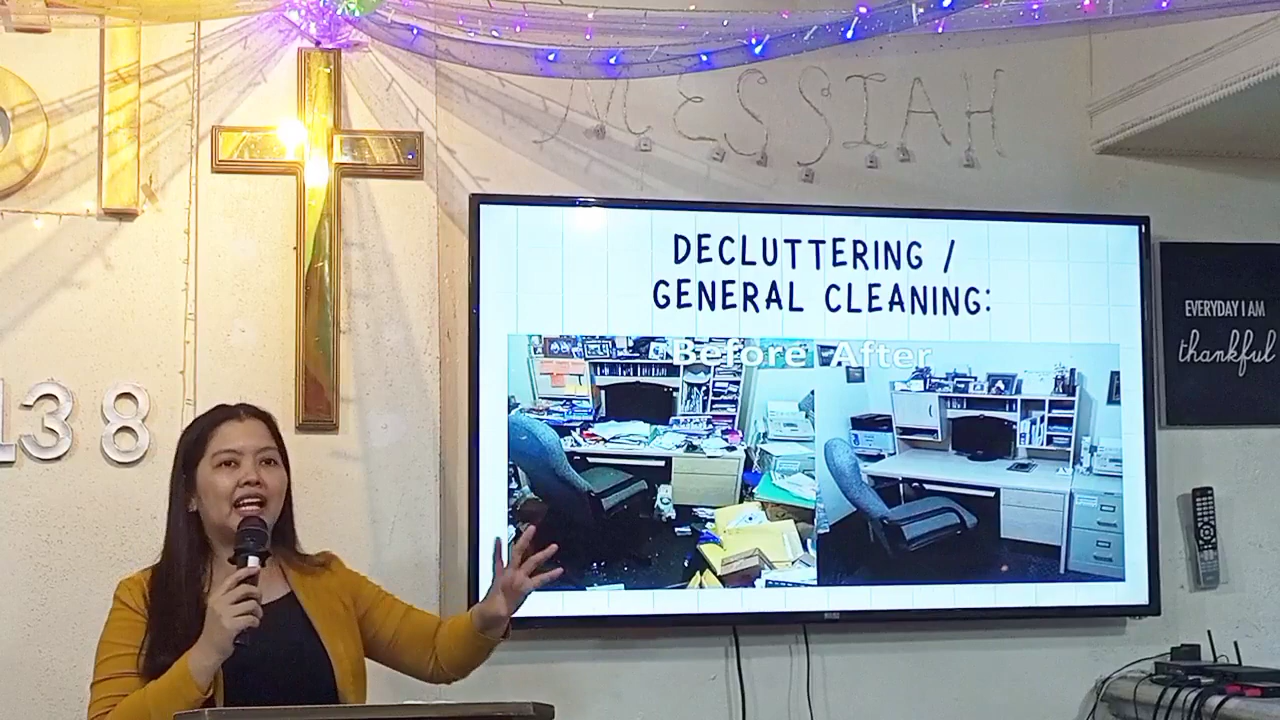 MESSIAH
DECLUTTERING /
GENERAL CLEANING:
Before After
EVERYDAY I AM
thankful
138